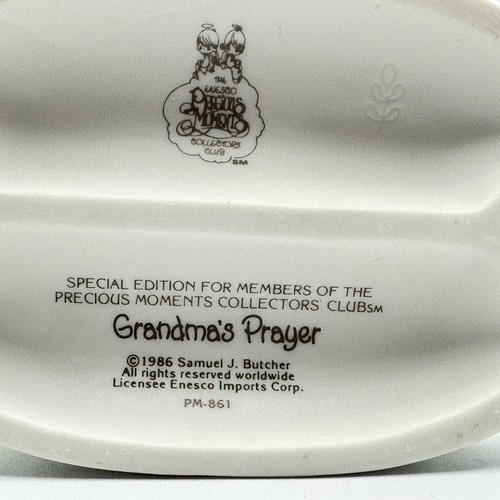 THE
ENESCO
PRECIOUS
MOMENTS
COLLECTORS
CLUB
SM
SPECIAL EDITION FOR MEMBERS OF THE
PRECIOUS MOMENTS COLLECTORS' CLUBSM
Grandma's Prayer
©1986 Samuel J. Butcher
All rights reserved worldwide
Licensee Enesco Imports Corp.
PM-861